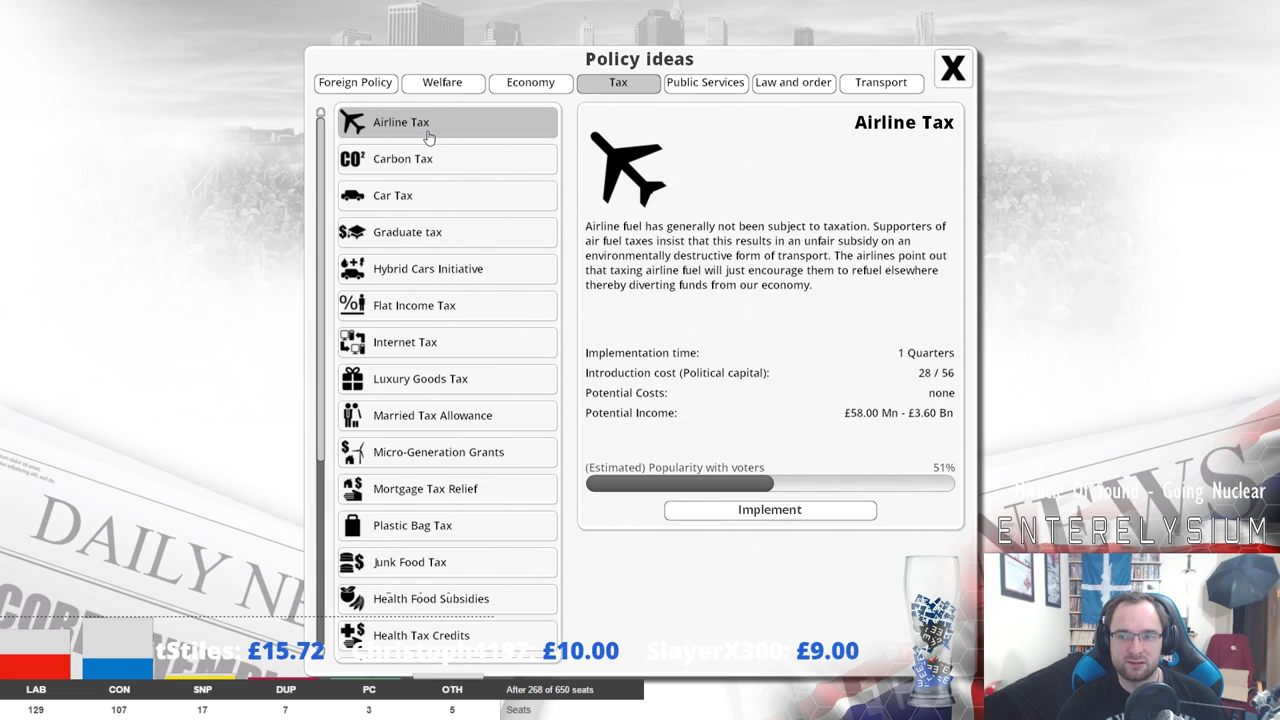 Policy ideas
X
Foreign Policy
Welfare
Economy
Tax
Public Services
Law and order
Transport
Airline Tax
CO² Carbon Tax
Car Tax
Graduate tax
Hybrid Cars Initiative
Flat Income Tax
Internet Tax
Luxury Goods Tax
Married Tax Allowance
Micro-Generation Grants
Mortgage Tax Relief
Plastic Bag Tax
Junk Food Tax
Health Food Subsidies
Health Tax Credits
Airline Tax
Airline fuel has generally not been subject to taxation. Supporters of
air fuel taxes insist that this results in an unfair subsidy on an
environmentally destructive form of transport. The airlines point out
that taxing airline fuel will just encourage them to refuel elsewhere
thereby diverting funds from our economy.
Implementation time: 1 Quarters
Introduction cost (Political capital): 28 / 56
Potential Costs: none
Potential Income: £58.00 Mn - £3.60 Bn
(Estimated) Popularity with voters 51%
Implement
DAILY NE
NEWS
Sound - Going Nuclear
ENTERELYSIUM
tStiles: £15.72
£10.00
SlayerX300: £9.00
LAB CON SNP DUP PC OTH After 268 of 650 seats
129 107 17 7 3 5 Seats